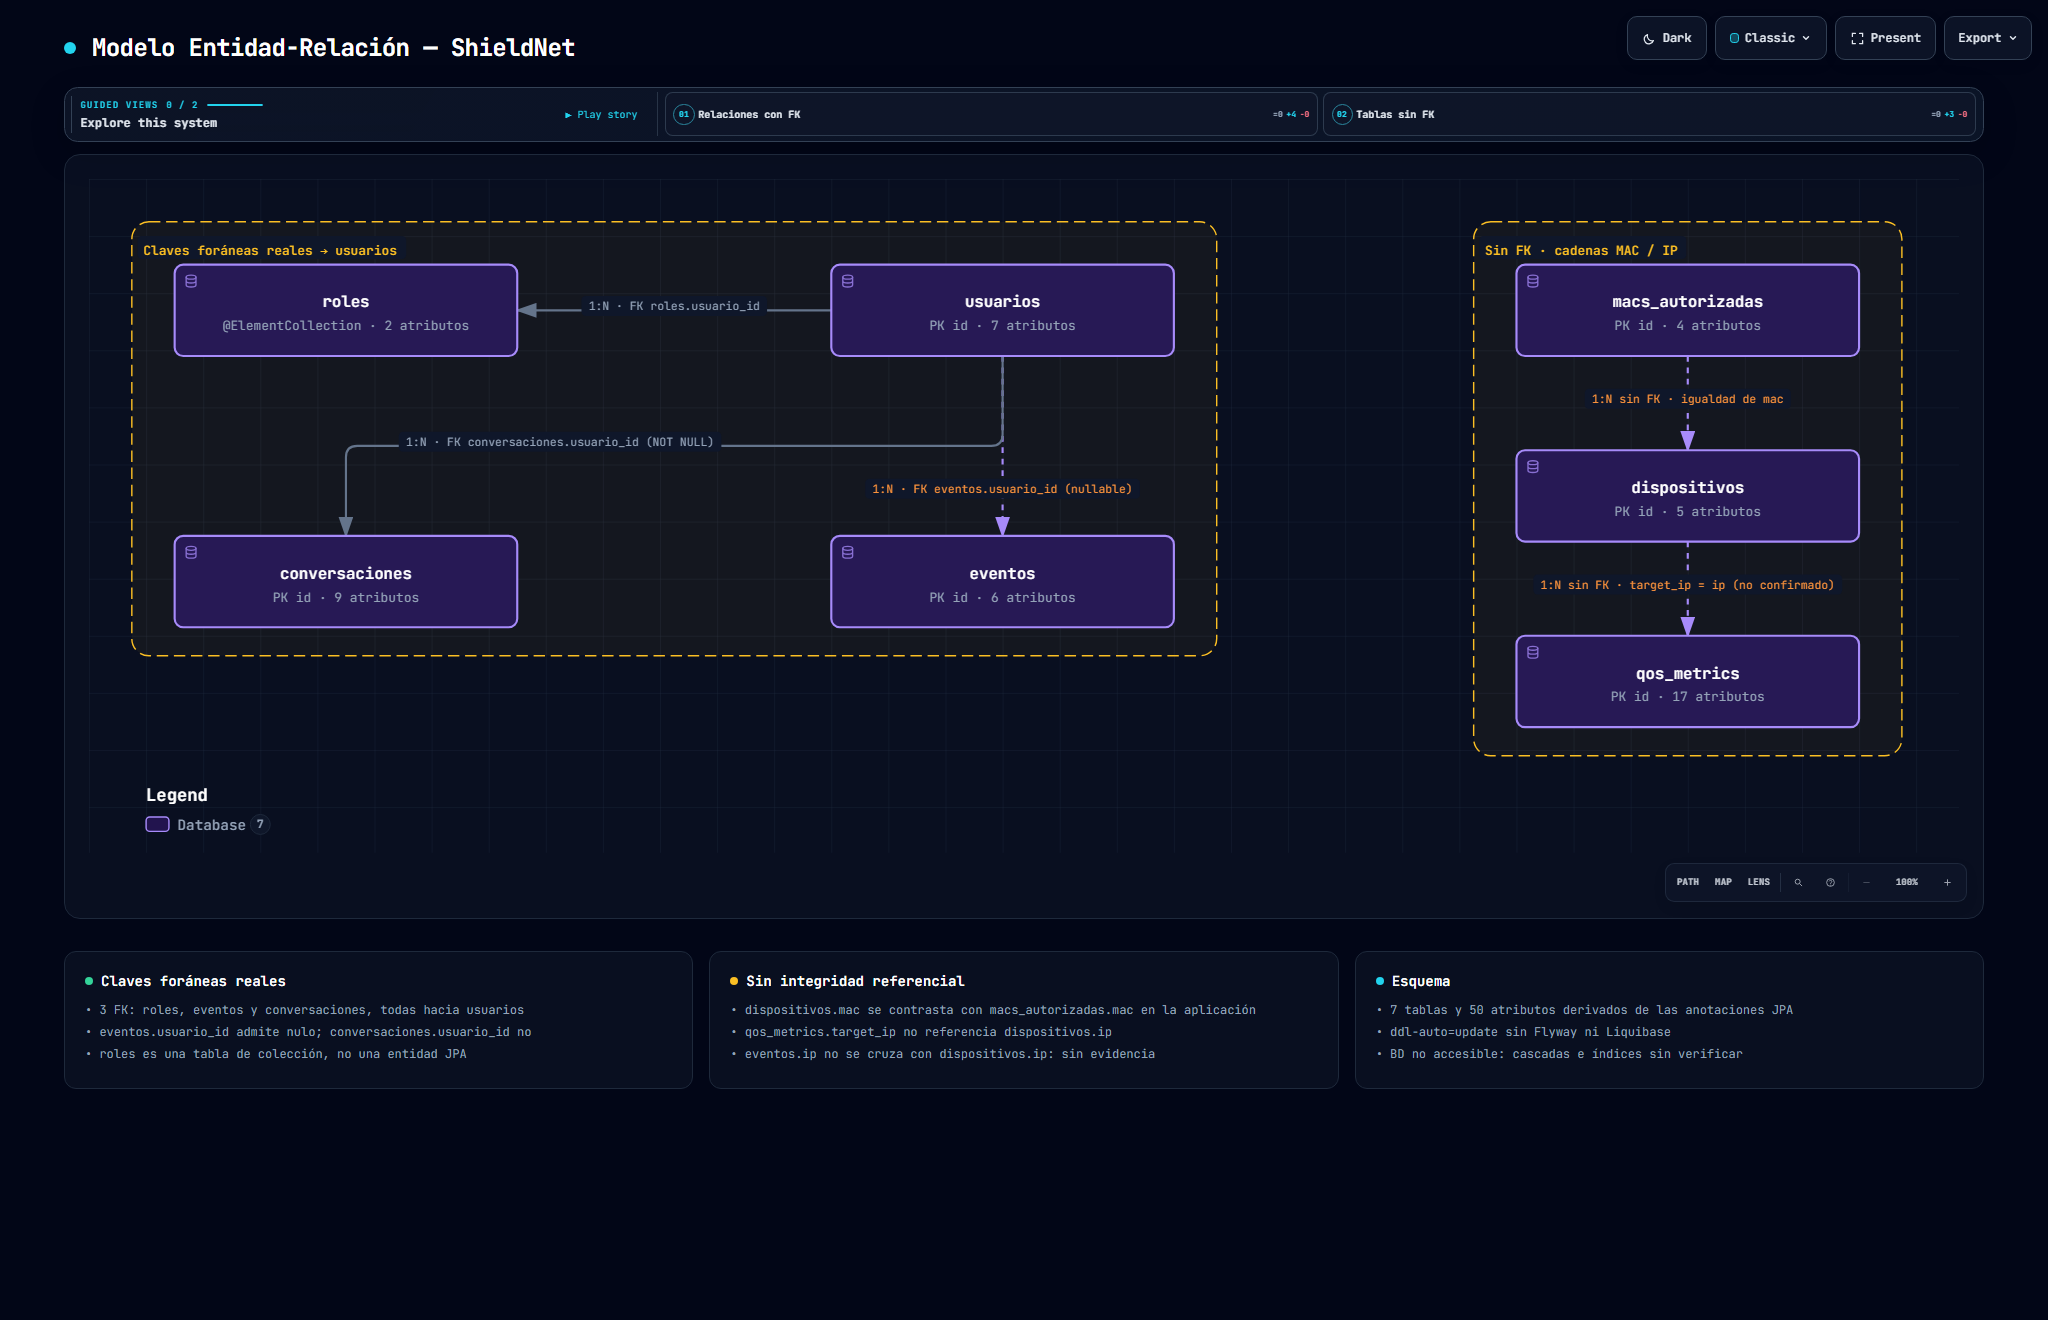 Modelo Entidad-Relación — ShieldNet
Dark
Classic
Present
Export
GUIDED VIEWS 0 / 2
Explore this system
▶ Play story
01 Relaciones con FK
=0 +4 -0
02 Tablas sin FK
=0 +3 -0
Claves foráneas reales → usuarios
roles
@ElementCollection · 2 atributos
1:N · FK roles.usuario_id
usuarios
PK id · 7 atributos
1:N · FK conversaciones.usuario_id (NOT NULL)
1:N · FK eventos.usuario_id (nullable)
conversaciones
PK id · 9 atributos
eventos
PK id · 6 atributos
Sin FK · cadenas MAC / IP
macs_autorizadas
PK id · 4 atributos
1:N sin FK · igualdad de mac
dispositivos
PK id · 5 atributos
1:N sin FK · target_ip = ip (no confirmado)
qos_metrics
PK id · 17 atributos
Legend
Database 7
PATH MAP LENS
− 100% +
Claves foráneas reales
• 3 FK: roles, eventos y conversaciones, todas hacia usuarios
• eventos.usuario_id admite nulo; conversaciones.usuario_id no
• roles es una tabla de colección, no una entidad JPA
Sin integridad referencial
• dispositivos.mac se contrasta con macs_autorizadas.mac en la aplicación
• qos_metrics.target_ip no referencia dispositivos.ip
• eventos.ip no se cruza con dispositivos.ip: sin evidencia
Esquema
• 7 tablas y 50 atributos derivados de las anotaciones JPA
• ddl-auto=update sin Flyway ni Liquibase
• BD no accesible: cascadas e índices sin verificar